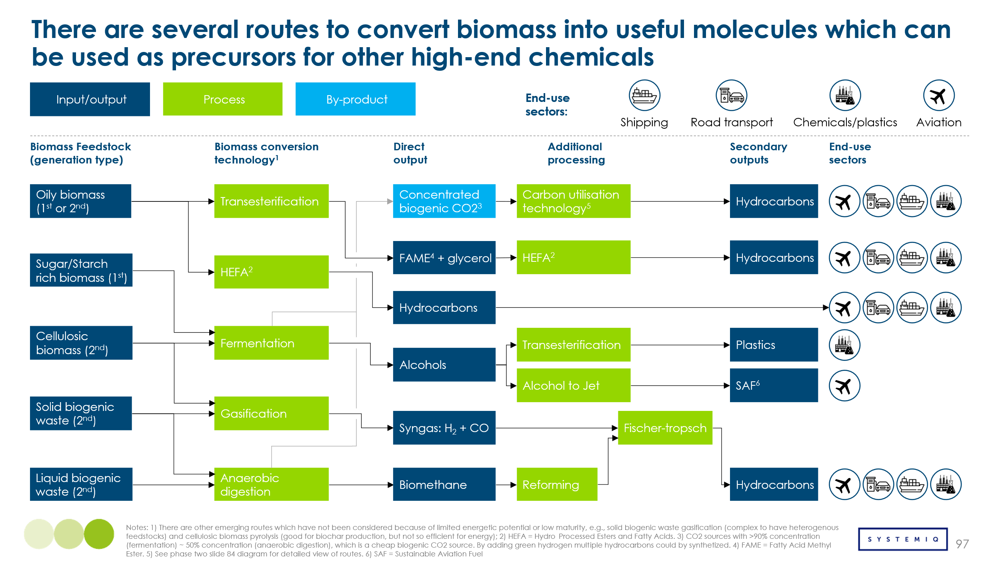 There are several routes to convert biomass into useful molecules which can
be used as precursors for other high-end chemicals
Input/output
Process
By-product
End-use
sectors:
Shipping
Road transport
Chemicals/plastics
Aviation
Biomass Feedstock
(generation type)
Biomass conversion
technology¹
Direct
output
Additional
processing
Secondary
outputs
End-use
sectors
Oily biomass
(1st or 2nd)
Transesterification
Concentrated
biogenic CO2³
Carbon utilisation
technology⁵
Hydrocarbons
FAME⁴ + glycerol
HEFA²
Hydrocarbons
Sugar/Starch
rich biomass (1st)
HEFA²
Hydrocarbons
Cellulosic
biomass (2nd)
Fermentation
Alcohols
Transesterification
Plastics
Alcohol to Jet
SAF⁶
Solid biogenic
waste (2nd)
Gasification
Syngas: H₂ + CO
Fischer-tropsch
Liquid biogenic
waste (2nd)
Anaerobic
digestion
Biomethane
Reforming
Hydrocarbons
Notes: 1) There are other emerging routes which have not been considered because of limited energetic potential or low maturity, e.g., solid biogenic waste gasification (complex to have heterogenous
feedstocks) and cellulosic biomass pyrolysis (good for biochar production, but not so efficient for energy); 2) HEFA = Hydro Processed Esters and Fatty Acids. 3) CO2 sources with >90% concentration
(fermentation) ~ 50% concentration (anaerobic digestion), which is a cheap biogenic CO2 source. By adding green hydrogen multiple hydrocarbons could by synthetized. 4) FAME = Fatty Acid Methyl
Ester. 5) See phase two slide 84 diagram for detailed view of routes. 6) SAF = Sustainable Aviation Fuel
SYSTEMIQ
97